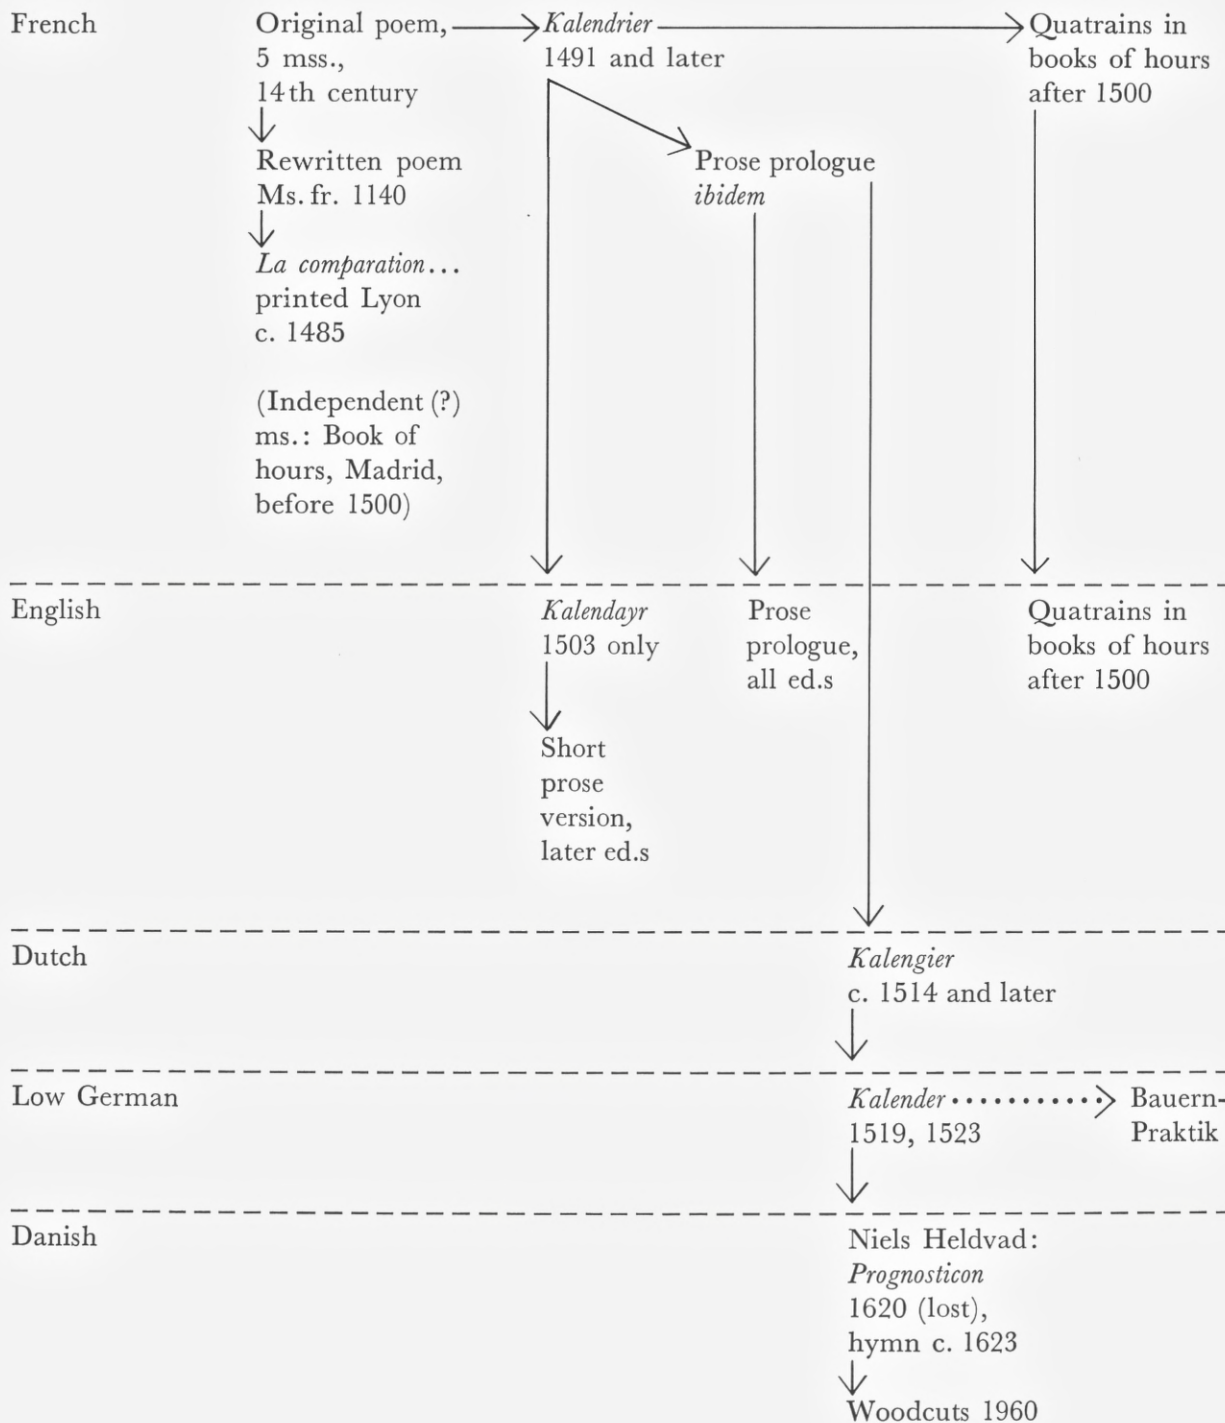 French
Original poem,
5 mss.,
14th century
Rewritten poem
Ms. fr. 1140
La comparation...
printed Lyon
c. 1485
(Independent (?)
ms.: Book of
hours, Madrid,
before 1500)
Kalendrier
1491 and later
Prose prologue
ibidem
Quatrains in
books of hours
after 1500
English
Kalendayr
1503 only
Short
prose
version,
later ed.s
Prose
prologue,
all ed.s
Quatrains in
books of hours
after 1500
Dutch
Kalengier
c. 1514 and later
Low German
Kalender
1519, 1523
Bauern-
Praktik
Danish
Niels Heldvad:
Prognosticon
1620 (lost),
hymn c. 1623
Woodcuts 1960